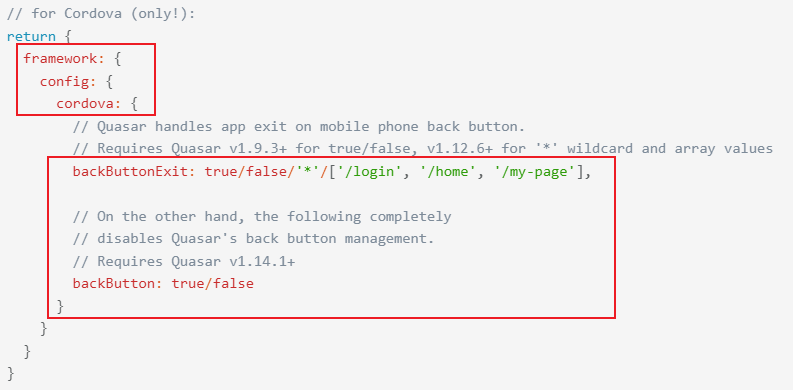 // for Cordova (only!):
return {
  framework: {
    config: {
      cordova: {
        // Quasar handles app exit on mobile phone back button.
        // Requires Quasar v1.9.3+ for true/false, v1.12.6+ for '*' wildcard and array values
        backButtonExit: true/false/'*'/['/login', '/home', '/my-page'],

        // On the other hand, the following completely
        // disables Quasar's back button management.
        // Requires Quasar v1.14.1+
        backButton: true/false
      }
    }
  }
}